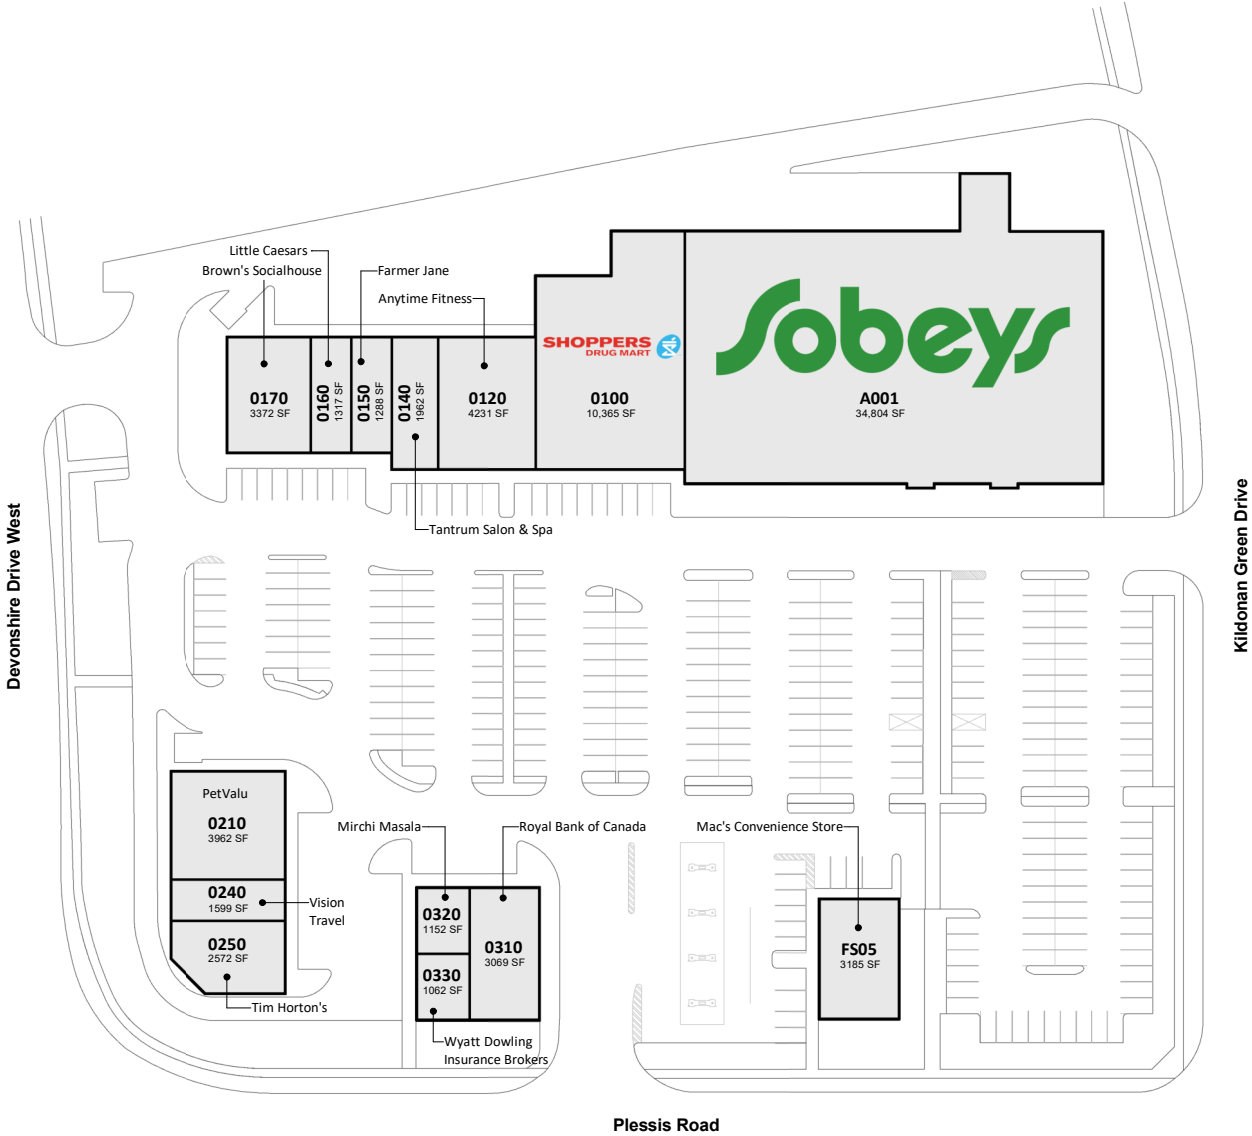 Little Caesars
Brown's Socialhouse
Farmer Jane
Anytime Fitness
SHOPPERS
DRUG MART
Sobeys
0170
3372 SF
0160
1317 SF
0150
1288 SF
0140
1962 SF
0120
4231 SF
0100
10,365 SF
A001
34,804 SF
Tantrum Salon & Spa
Devonshire Drive West
Kildonan Green Drive
PetValu
0210
3962 SF
0240
1599 SF
Vision
Travel
0250
2572 SF
Tim Horton's
Mirchi Masala
Royal Bank of Canada
0320
1152 SF
0310
3069 SF
0330
1062 SF
Wyatt Dowling
Insurance Brokers
Mac's Convenience Store
FS05
3185 SF
Plessis Road